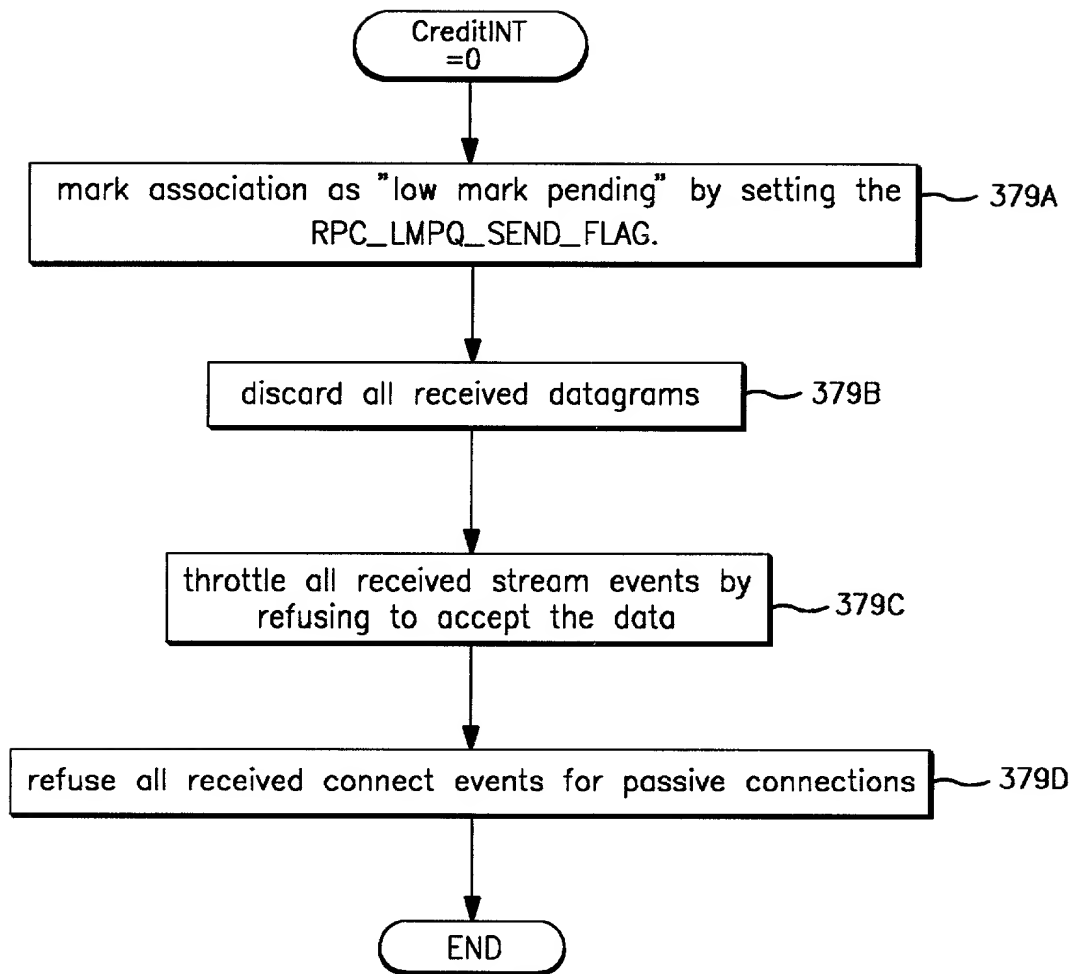 CreditINT
=0
mark association as "low mark pending" by setting the
RPC_LMPQ_SEND_FLAG.
379A
discard all received datagrams
379B
throttle all received stream events by
refusing to accept the data
379C
refuse all received connect events for passive connections
379D
END